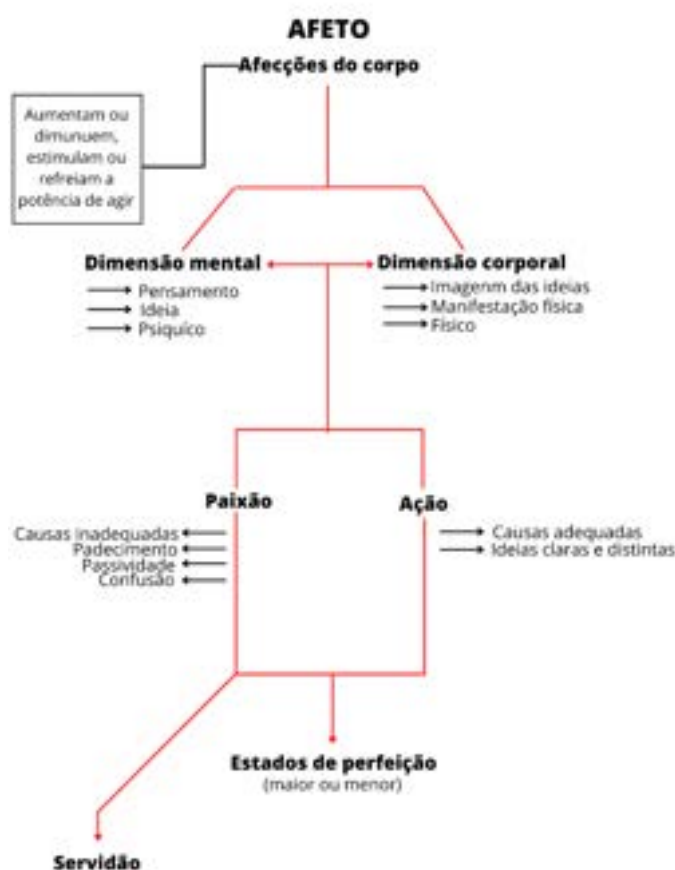 AFETO
Afecções do corpo
Aumentam ou
dimunuem,
estimulam ou
refreiam a
potência de agir
Dimensão mental
Pensamento
Ideia
Psiquíco
Dimensão corporal
Imagenm das ideias
Manifestação física
Físico
Paixão
Causas inadequadas
Padecimento
Passividade
Confusão
Ação
Causas adequadas
Ideias claras e distintas
Estados de perfeição
(maior ou menor)
Servidão